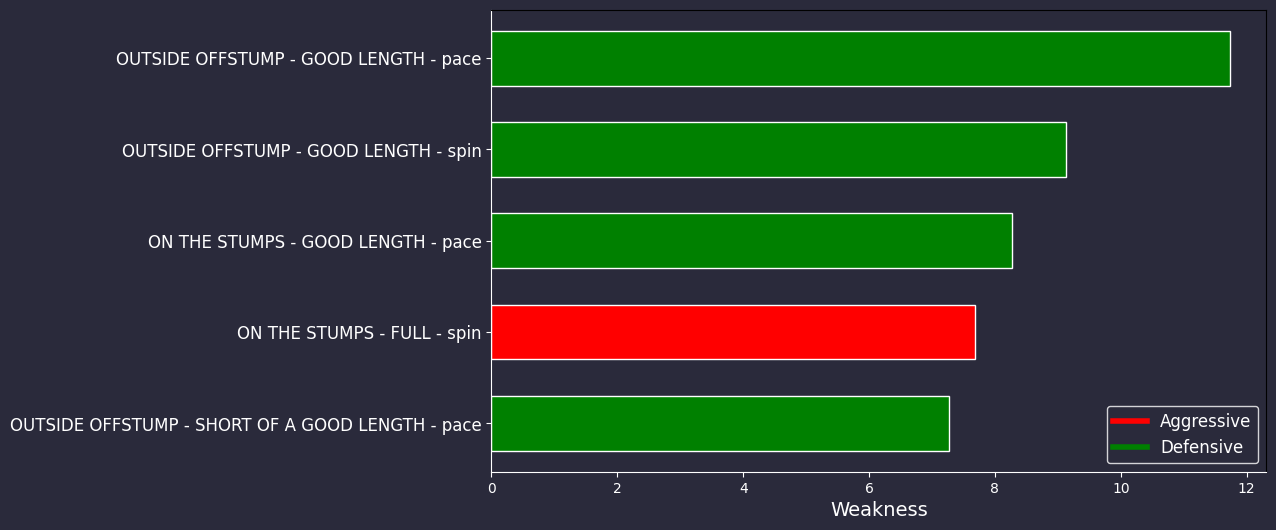 OUTSIDE OFFSTUMP - GOOD LENGTH - pace
OUTSIDE OFFSTUMP - GOOD LENGTH - spin
ON THE STUMPS - GOOD LENGTH - pace
ON THE STUMPS - FULL - spin
OUTSIDE OFFSTUMP - SHORT OF A GOOD LENGTH - pace
Aggressive
Defensive
0 2 4 6 8 10 12
Weakness